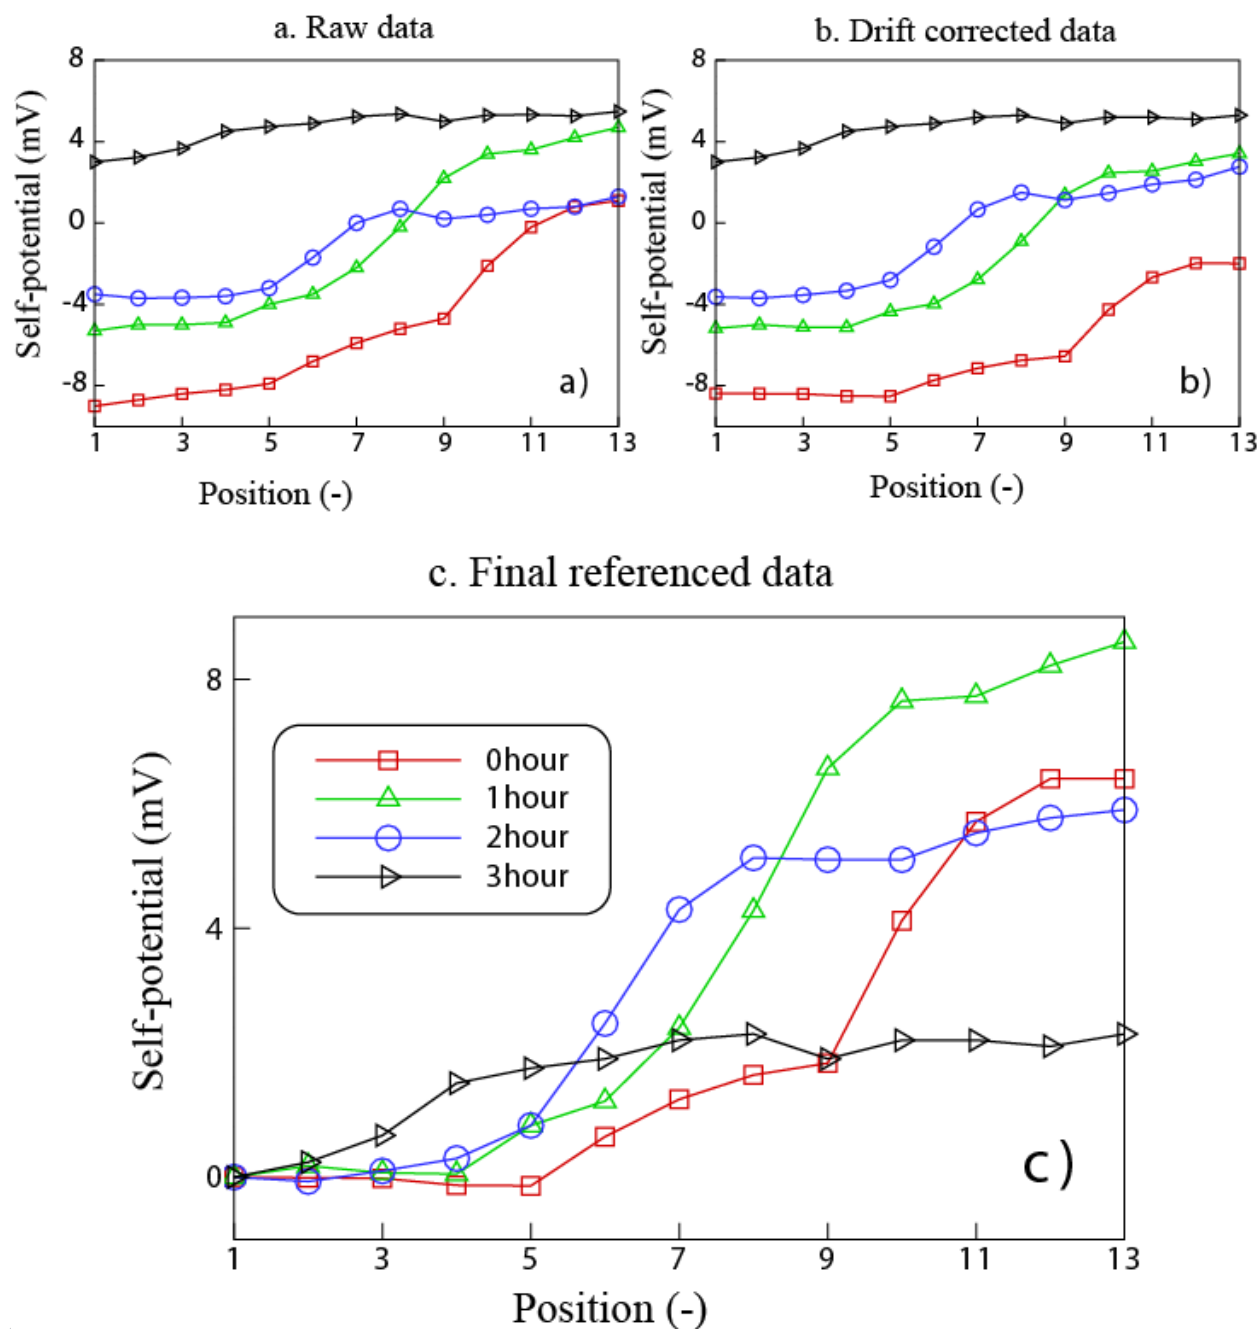 a. Raw data
b. Drift corrected data
8
4
0
-4
-8
Self-potential (mV)
a)
1 3 5 7 9 11 13
Position (-)
8
4
0
-4
-8
Self-potential (mV)
b)
1 3 5 7 9 11 13
Position (-)
c. Final referenced data
8
4
0
Self-potential (mV)
0hour
1hour
2hour
3hour
c)
1 3 5 7 9 11 13
Position (-)